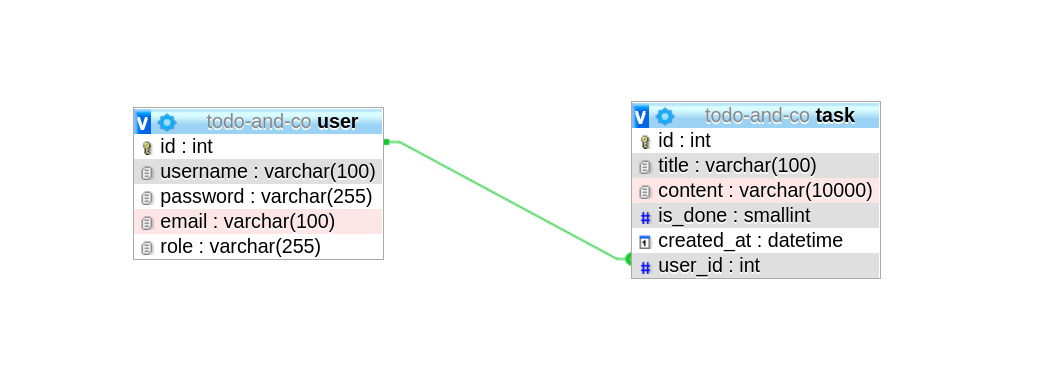 v todo-and-co user
id : int
username : varchar(100)
password : varchar(255)
email : varchar(100)
role : varchar(255)
v todo-and-co task
id : int
title : varchar(100)
content : varchar(10000)
# is_done : smallint
1 created_at : datetime
# user_id : int